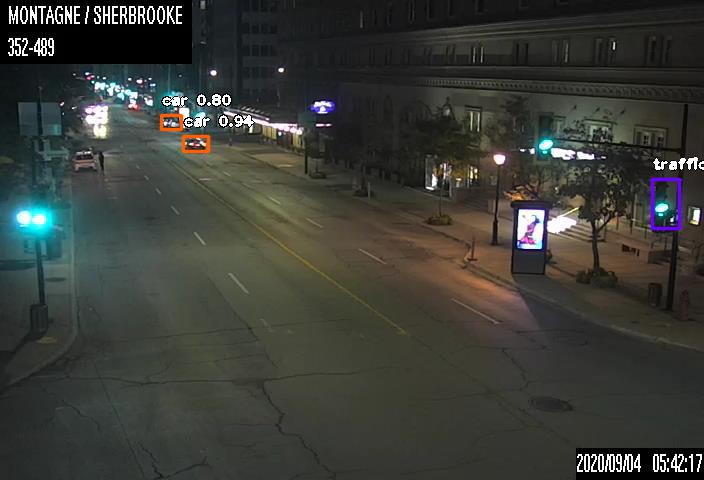 MONTAGNE / SHERBROOKE
352-489
car 0.80
car 0.94
traffic
2020/09/04 05:42:17